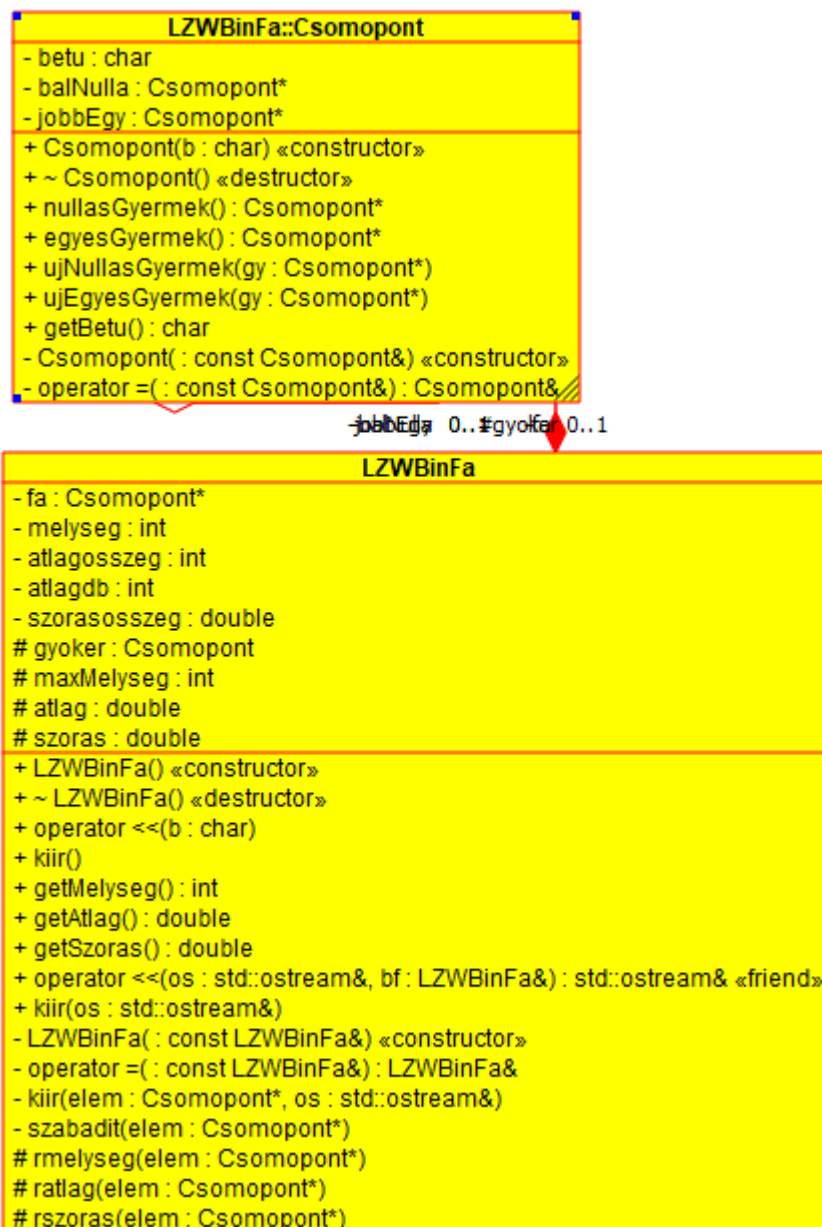 LZWBinFa::Csomopont
- betu : char
- balNulla : Csomopont*
- jobbEgy : Csomopont*
+ Csomopont(b : char) «constructor»
+ ~ Csomopont() «destructor»
+ nullasGyermek() : Csomopont*
+ egyesGyermek() : Csomopont*
+ ujNullasGyermek(gy : Csomopont*)
+ ujEgyesGyermek(gy : Csomopont*)
+ getBetu() : char
- Csomopont( : const Csomopont&) «constructor»
- operator =( : const Csomopont&) : Csomopont&
0..1
LZWBinFa
- fa : Csomopont*
- melyseg : int
- atlagosszeg : int
- atlagdb : int
- szorasosszeg : double
# gyoker : Csomopont
# maxMelyseg : int
# atlag : double
# szoras : double
+ LZWBinFa() «constructor»
+ ~ LZWBinFa() «destructor»
+ operator <<(b : char)
+ kiir()
+ getMelyseg() : int
+ getAtlag() : double
+ getSzoras() : double
+ operator <<(os : std::ostream&, bf : LZWBinFa&) : std::ostream& «friend»
+ kiir(os : std::ostream&)
- LZWBinFa( : const LZWBinFa&) «constructor»
- operator =( : const LZWBinFa&) : LZWBinFa&
- kiir(elem : Csomopont*, os : std::ostream&)
- szabadit(elem : Csomopont*)
# rmelyseg(elem : Csomopont*)
# ratlag(elem : Csomopont*)
# rszoras(elem : Csomopont*)